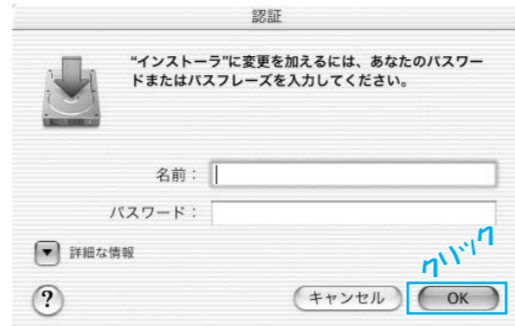 認証
“インストーラ”に変更を加えるには、あなたのパスワー
ドまたはパスフレーズを入力してください。
名前：
パスワード：
詳細な情報
クリック
?
キャンセル
OK